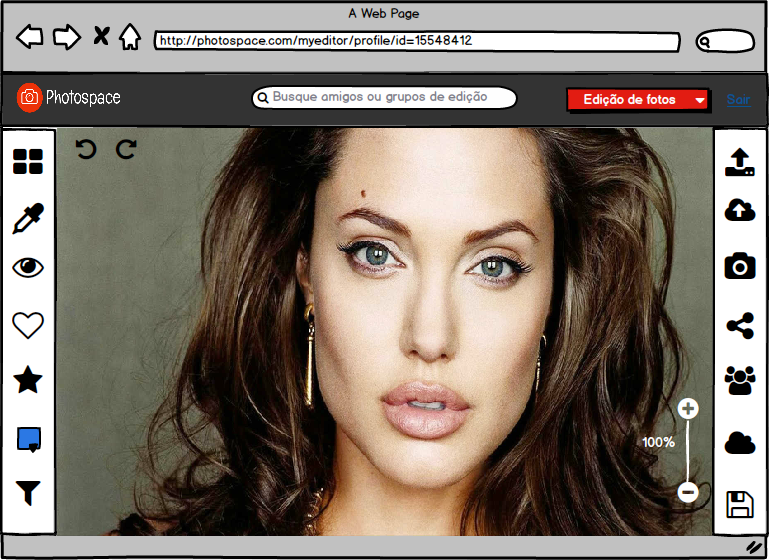 A Web Page
http://photospace.com/myeditor/profile/id=15548412
Photospace
Busque amigos ou grupos de edição
Edição de fotos
Sair
100%